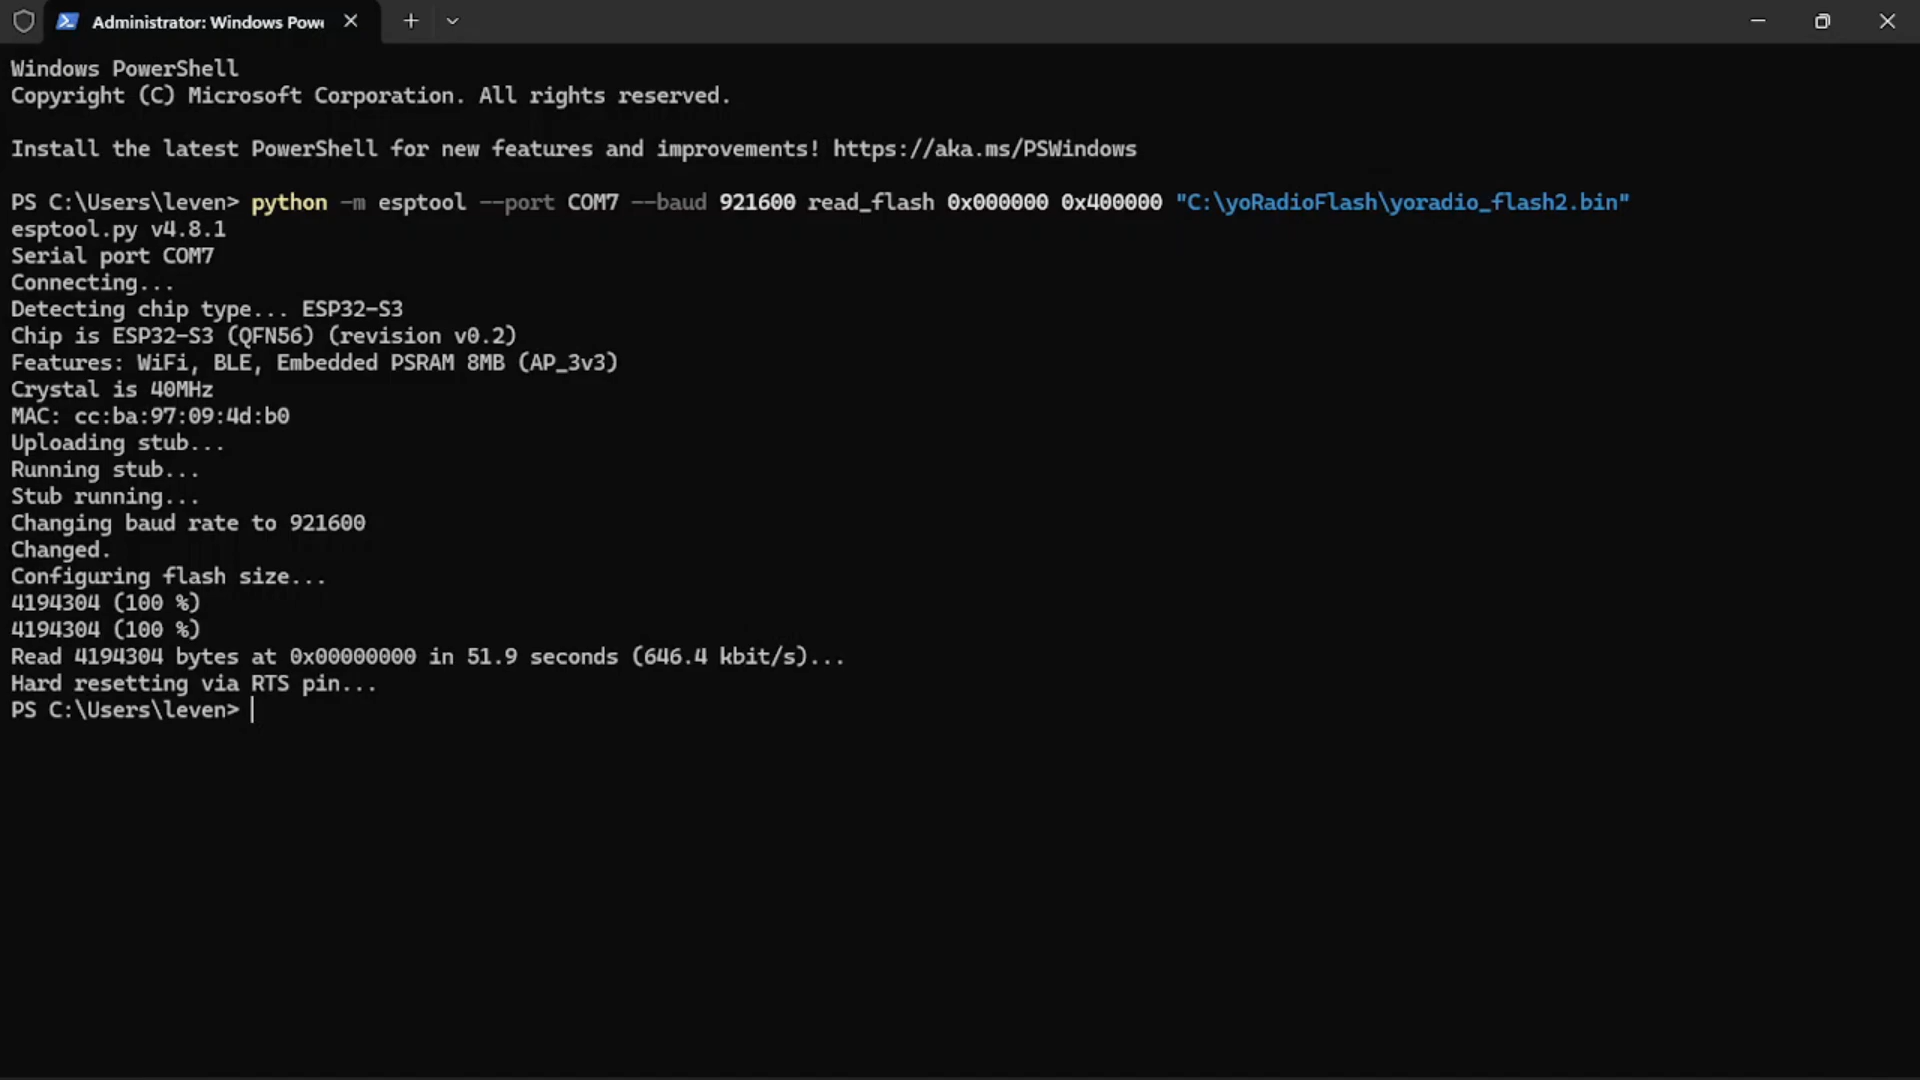 Administrator: Windows Powe
Windows PowerShell
Copyright (C) Microsoft Corporation. All rights reserved.
Install the latest PowerShell for new features and improvements! https://aka.ms/PSWindows
PS C:\Users\leven> python -m esptool --port COM7 --baud 921600 read_flash 0x000000 0x400000 "C:\yoRadioFlash\yoradio_flash2.bin"
esptool.py v4.8.1
Serial port COM7
Connecting...
Detecting chip type... ESP32-S3
Chip is ESP32-S3 (QFN56) (revision v0.2)
Features: WiFi, BLE, Embedded PSRAM 8MB (AP_3v3)
Crystal is 40MHz
MAC: cc:ba:97:09:4d:b0
Uploading stub...
Running stub...
Stub running...
Changing baud rate to 921600
Changed.
Configuring flash size...
4194304 (100 %)
4194304 (100 %)
Read 4194304 bytes at 0x00000000 in 51.9 seconds (646.4 kbit/s)...
Hard resetting via RTS pin...
PS C:\Users\leven>